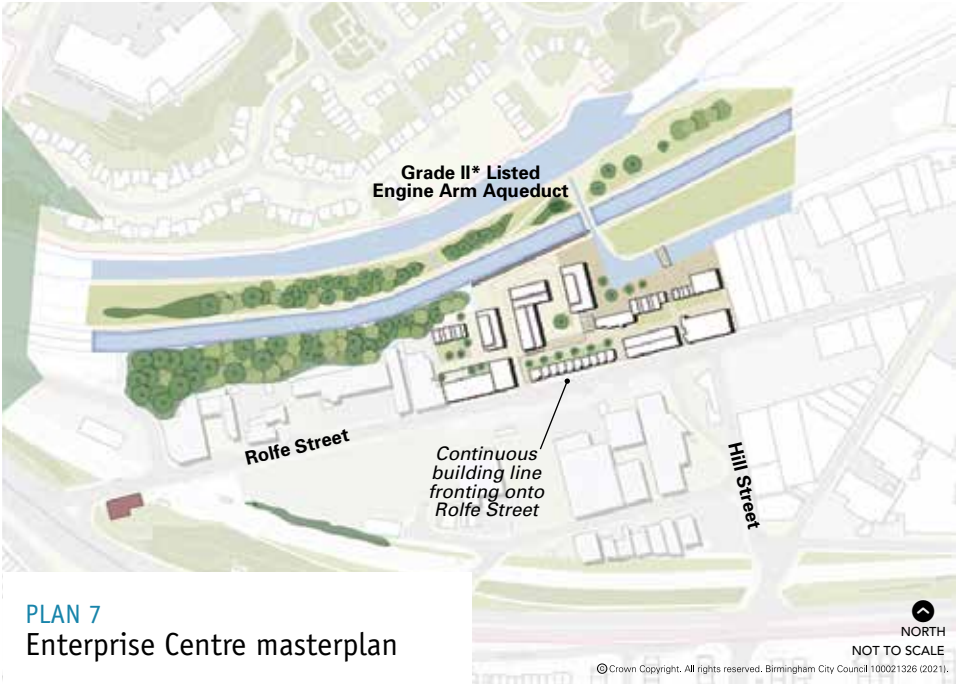 Grade II* Listed
Engine Arm Aqueduct
Rolfe Street
Continuous
building line
fronting onto
Rolfe Street
Hill Street
PLAN 7
Enterprise Centre masterplan
NORTH
NOT TO SCALE
© Crown Copyright. All rights reserved. Birmingham City Council 100021326 (2021).